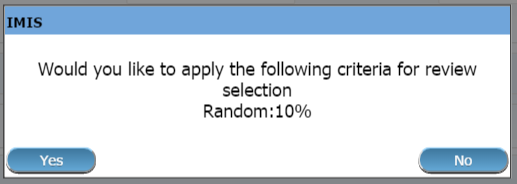 IMIS
Would you like to apply the following criteria for review
selection
Random:10%
Yes
No